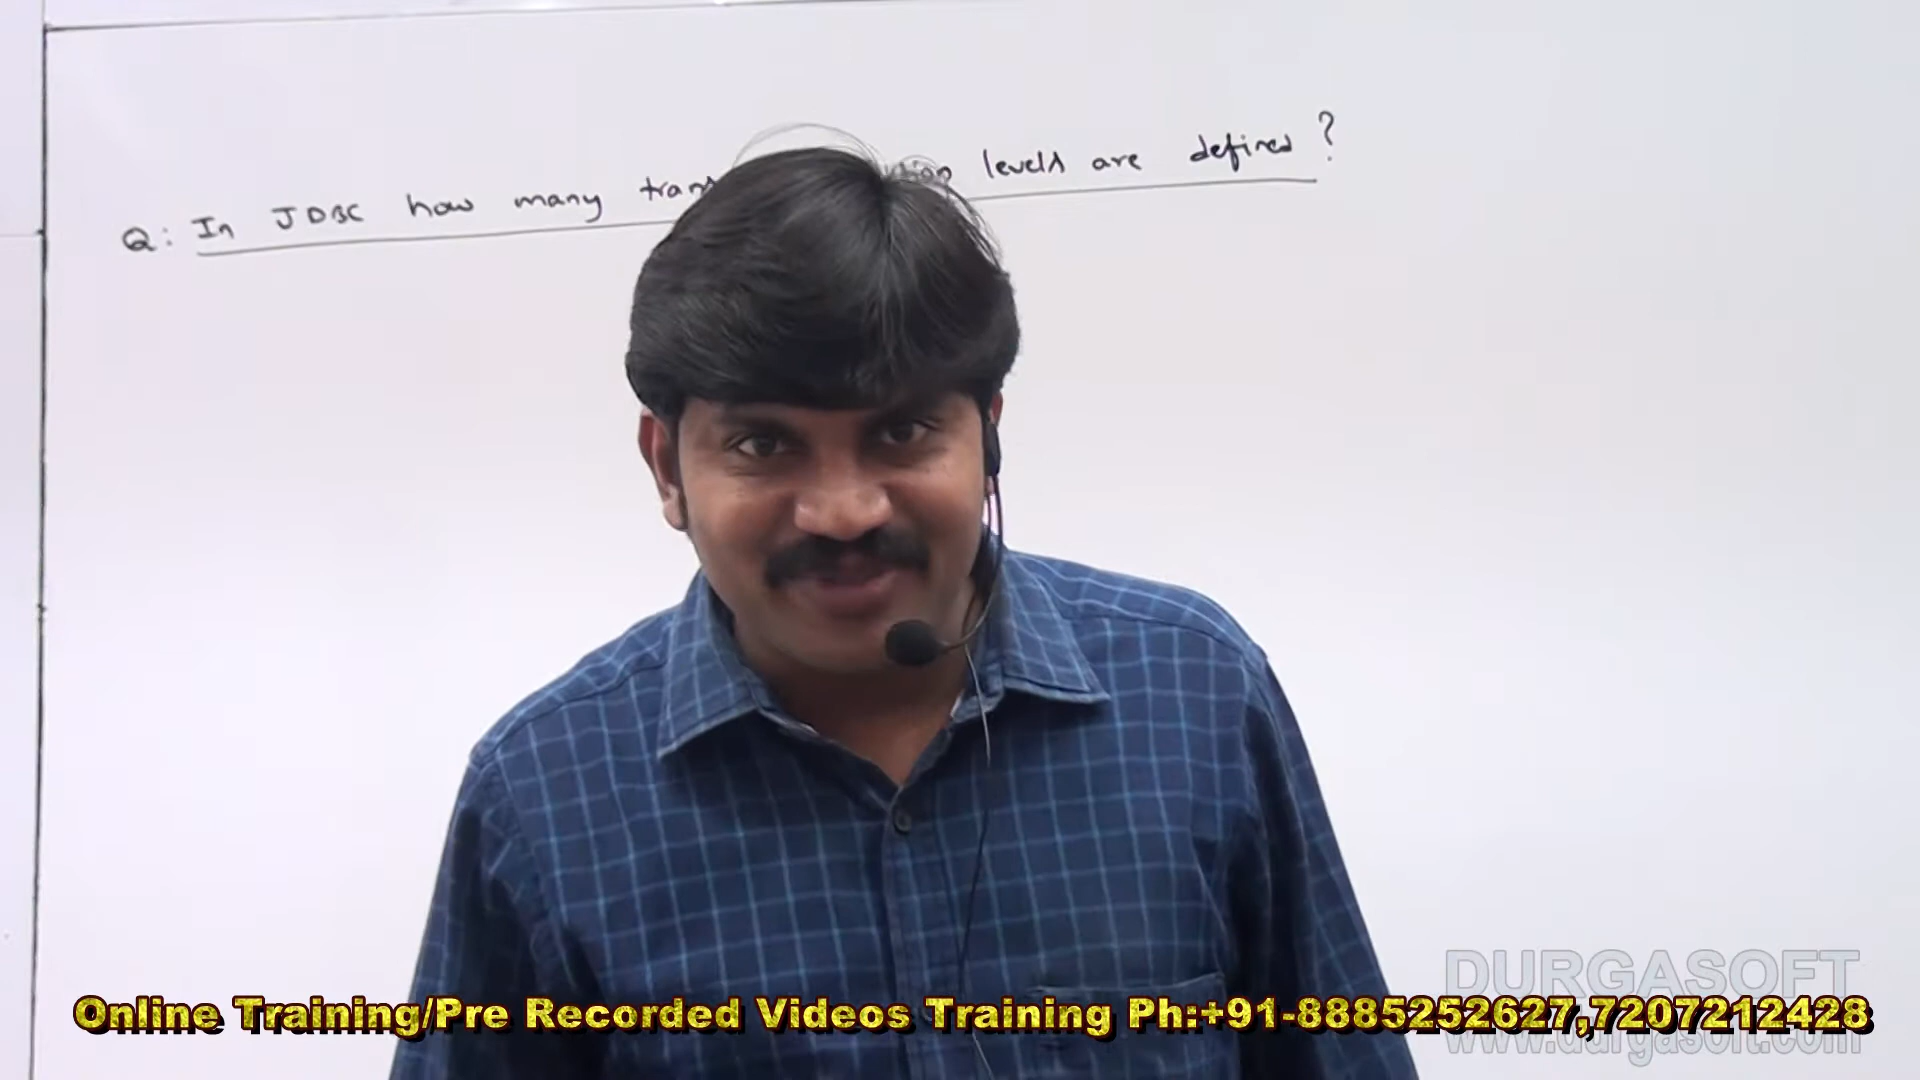 Q: In JDBC how many levels are defined?
DURGASOFT
Online Training/Pre Recorded Videos Training Ph:+91-8885252627,7207212428
www.durgasoft.com